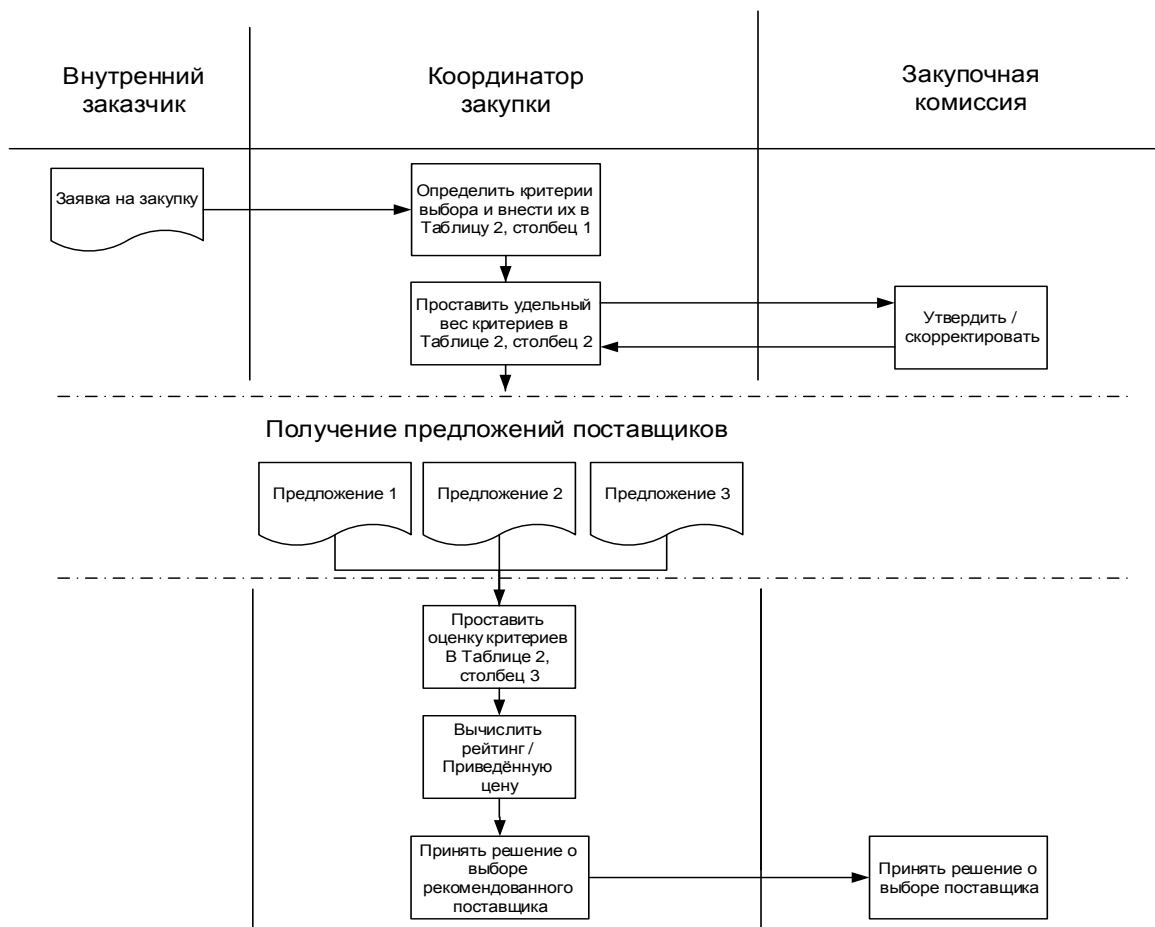 Внутренний
заказчик
Координатор
закупки
Закупочная
комиссия
Заявка на закупку
Определить критерии
выбора и внести их в
Таблицу 2, столбец 1
Проставить удельный
вес критериев в
Таблице 2, столбец 2
Утвердить /
скорректировать
Получение предложений поставщиков
Предложение 1
Предложение 2
Предложение 3
Проставить
оценку критериев
В Таблице 2,
столбец 3
Вычислить
рейтинг /
Приведённую
цену
Принять решение о
выборе
рекомендованного
поставщика
Принять решение о
выборе поставщика